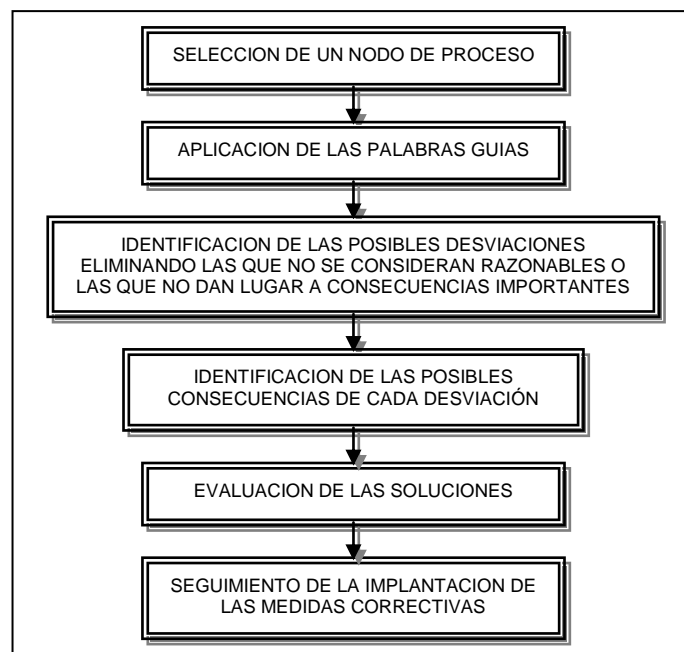 SELECCION DE UN NODO DE PROCESO
APLICACION DE LAS PALABRAS GUIAS
IDENTIFICACION DE LAS POSIBLES DESVIACIONES
ELIMINANDO LAS QUE NO SE CONSIDERAN RAZONABLES O
LAS QUE NO DAN LUGAR A CONSECUENCIAS IMPORTANTES
IDENTIFICACION DE LAS POSIBLES
CONSECUENCIAS DE CADA DESVIACIÓN
EVALUACION DE LAS SOLUCIONES
SEGUIMIENTO DE LA IMPLANTACION DE
LAS MEDIDAS CORRECTIVAS